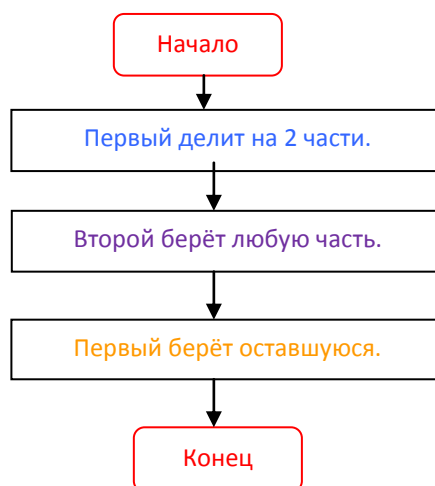 Начало
Первый делит на 2 части.
Второй берёт любую часть.
Первый берёт оставшуюся.
Конец